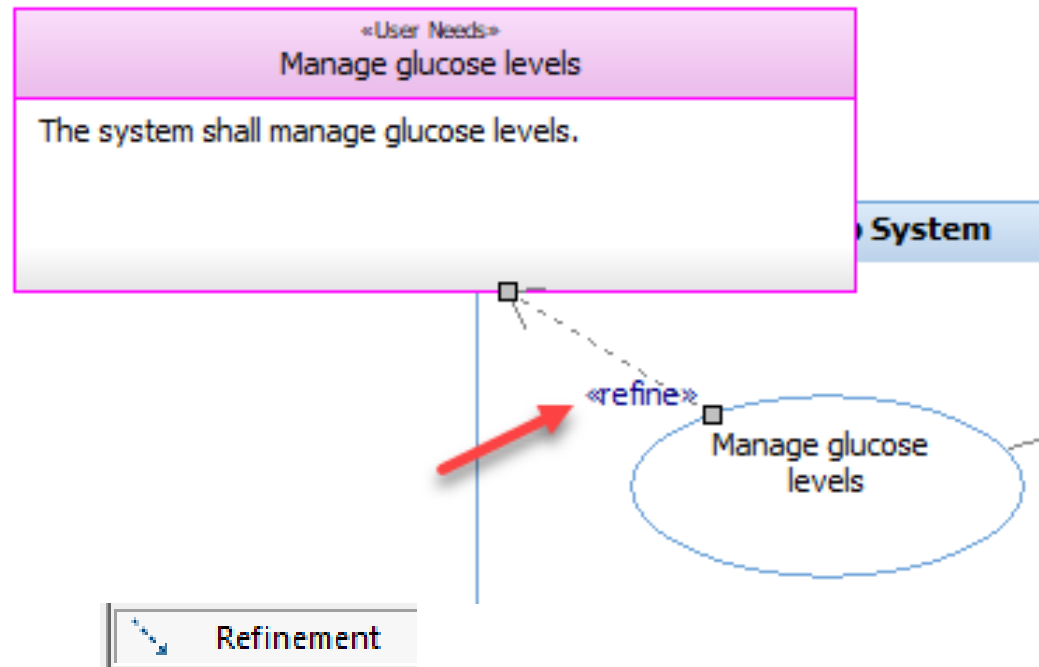 «User Needs»
Manage glucose levels
The system shall manage glucose levels.
System
«refine»
Manage glucose
levels
Refinement